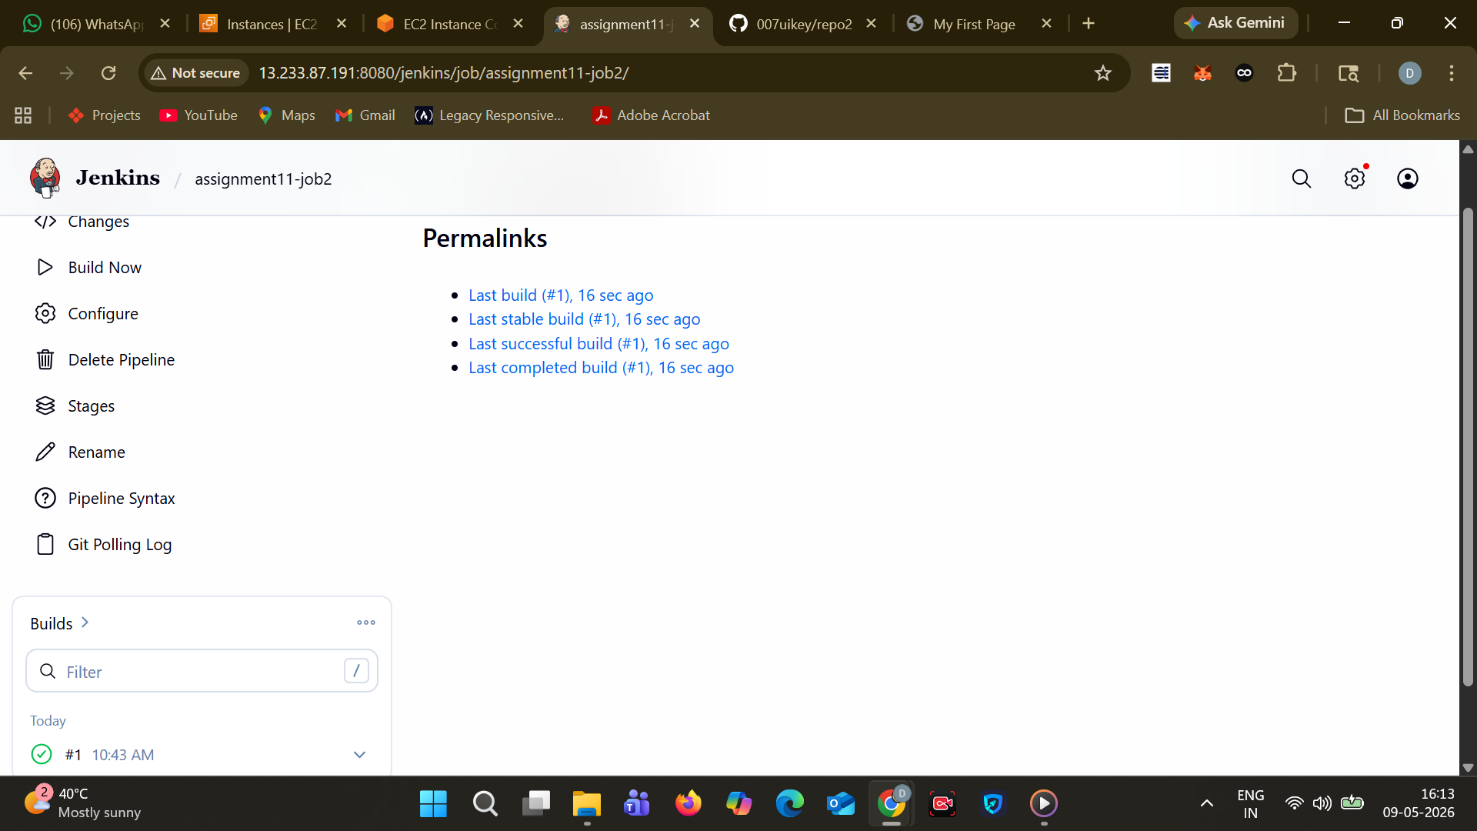 (106) WhatsApp
Instances | EC2
EC2 Instance Co
assignment11-j
007uikey/repo2
My First Page
Ask Gemini
Not secure
13.233.87.191:8080/jenkins/job/assignment11-job2/
D
Projects
YouTube
Maps
Gmail
Legacy Responsive...
Adobe Acrobat
All Bookmarks
Jenkins / assignment11-job2
Changes
Build Now
Configure
Delete Pipeline
Stages
Rename
Pipeline Syntax
Git Polling Log
Builds
Filter
/
Today
#1 10:43 AM
Permalinks
Last build (#1), 16 sec ago
Last stable build (#1), 16 sec ago
Last successful build (#1), 16 sec ago
Last completed build (#1), 16 sec ago
2
40°C
Mostly sunny
D
ENG
IN
16:13
09-05-2026